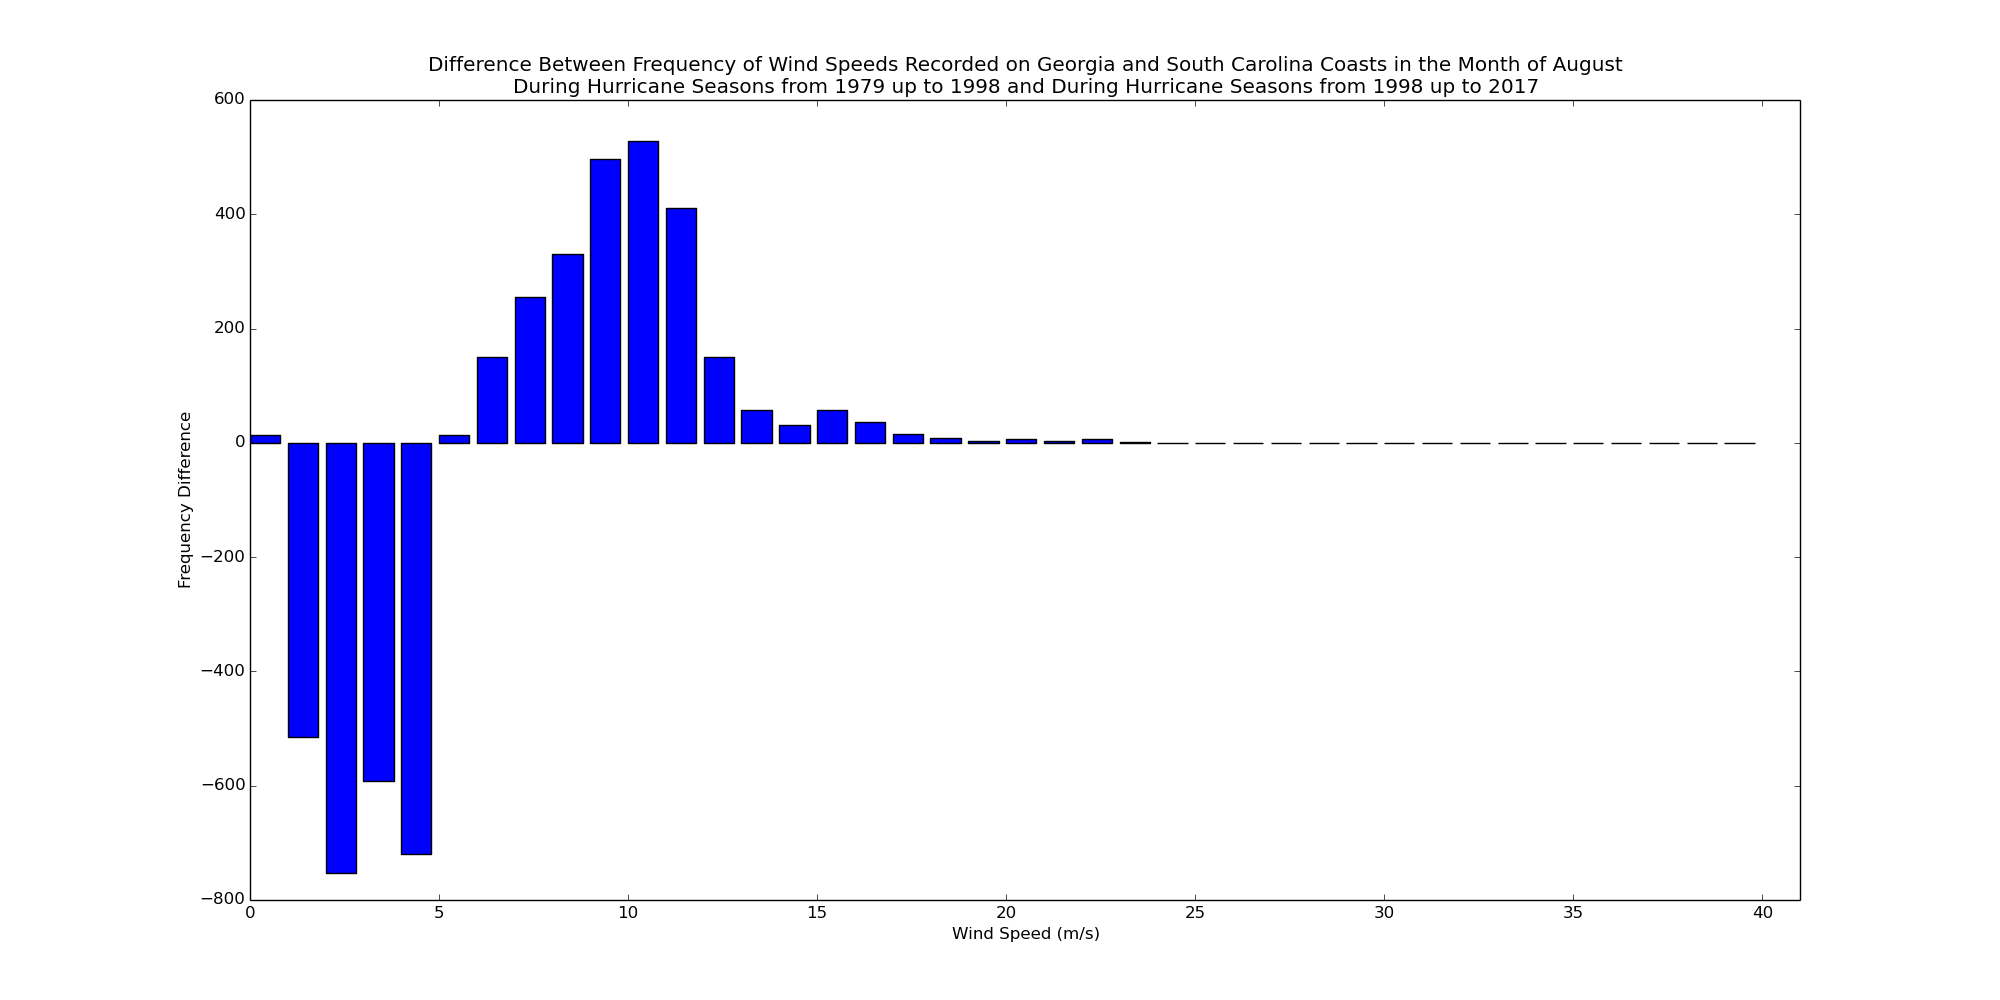 Difference Between Frequency of Wind Speeds Recorded on Georgia and South Carolina Coasts in the Month of August
During Hurricane Seasons from 1979 up to 1998 and During Hurricane Seasons from 1998 up to 2017
600
400
200
0
−200
−400
−600
−800
Frequency Difference
0 5 10 15 20 25 30 35 40
Wind Speed (m/s)